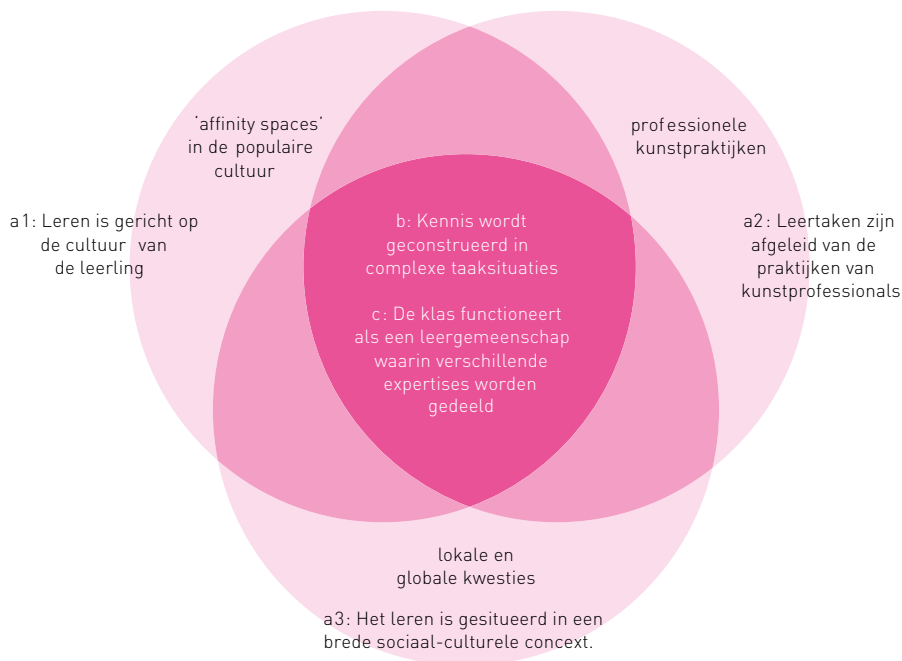 'affinity spaces'
in de populaire
cultuur
professionele
kunstpraktijken
a1: Leren is gericht op
de cultuur van
de leerling
b: Kennis wordt
geconstrueerd in
complexe taaksituaties
c: De klas functioneert
als een leergemeenschap
waarin verschillende
expertises worden
gedeeld
a2: Leertaken zijn
afgeleid van de
praktijken van
kunstprofessionals
lokale en
globale kwesties
a3: Het leren is gesitueerd in een
brede sociaal-culturele concext.